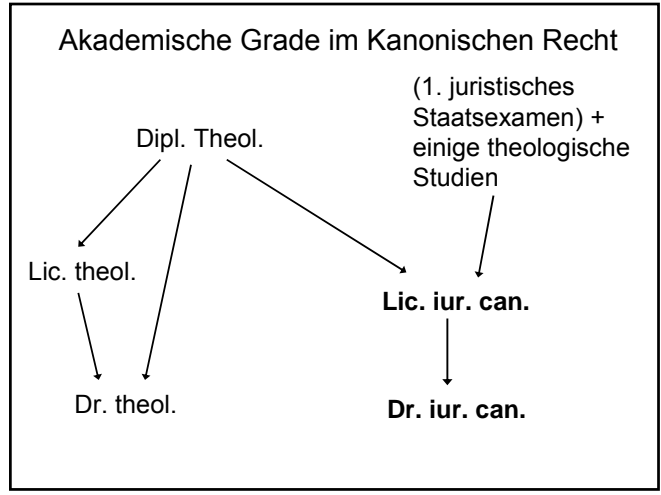 Akademische Grade im Kanonischen Recht
(1. juristisches
Staatsexamen) +
einige theologische
Studien
Dipl. Theol.
Lic. theol.
Lic. iur. can.
Dr. theol.
Dr. iur. can.